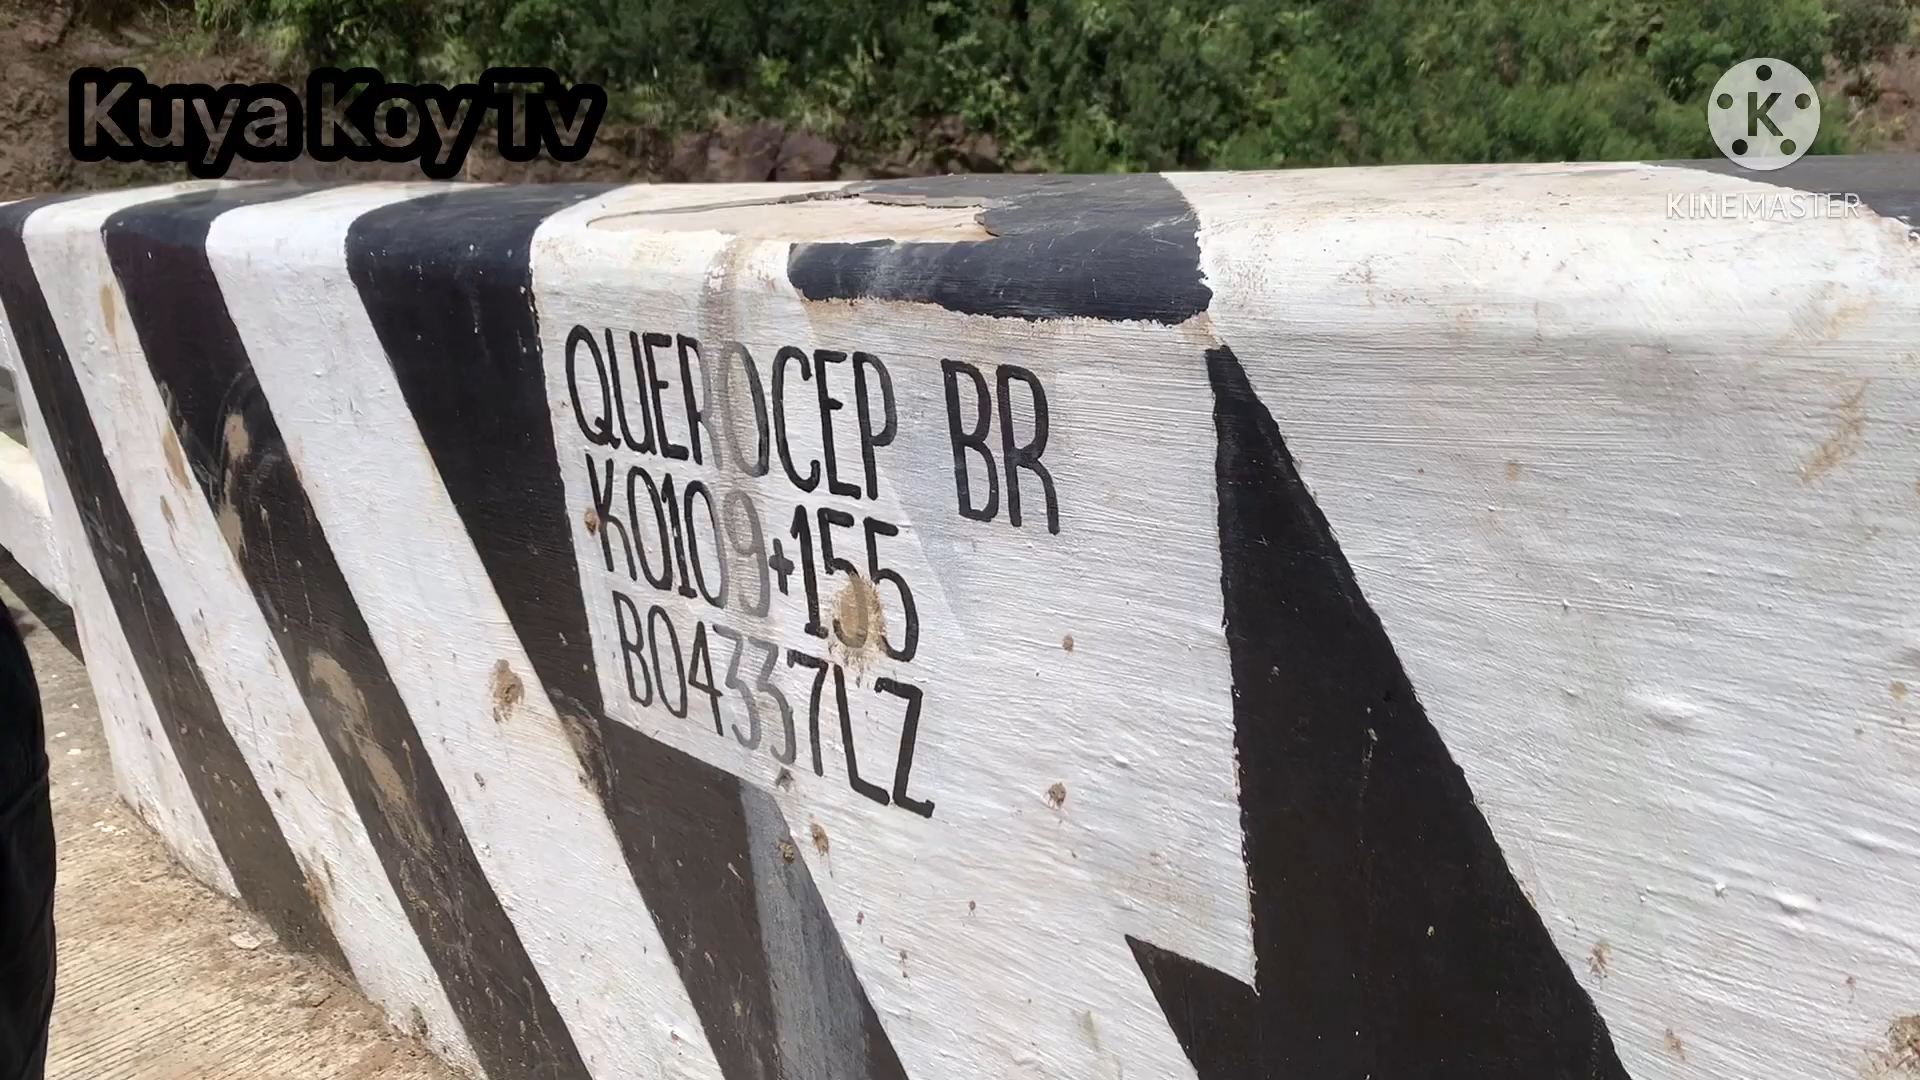 Kuya Koy Tv
K
KINEMASTER
QUEROCEP BR
K0109+155
B04337LZ